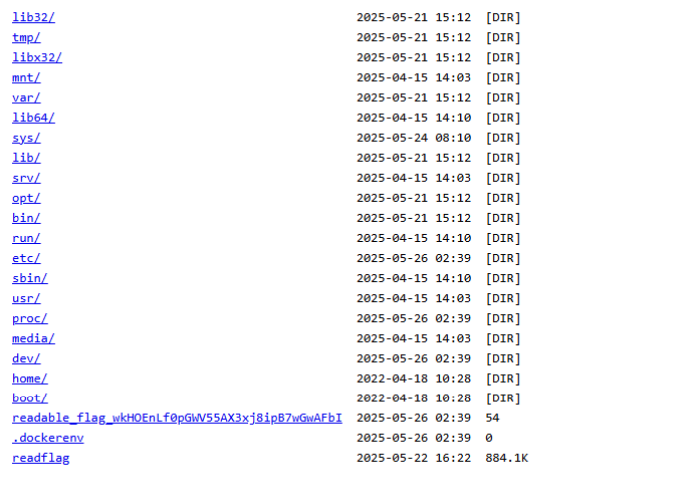 lib32/ 2025-05-21 15:12 [DIR]
tmp/ 2025-05-21 15:12 [DIR]
libx32/ 2025-05-21 15:12 [DIR]
mnt/ 2025-04-15 14:03 [DIR]
var/ 2025-05-21 15:12 [DIR]
lib64/ 2025-04-15 14:10 [DIR]
sys/ 2025-05-24 08:10 [DIR]
lib/ 2025-05-21 15:12 [DIR]
srv/ 2025-04-15 14:03 [DIR]
opt/ 2025-05-21 15:12 [DIR]
bin/ 2025-05-21 15:12 [DIR]
run/ 2025-04-15 14:10 [DIR]
etc/ 2025-05-26 02:39 [DIR]
sbin/ 2025-04-15 14:10 [DIR]
usr/ 2025-04-15 14:03 [DIR]
proc/ 2025-05-26 02:39 [DIR]
media/ 2025-04-15 14:03 [DIR]
dev/ 2025-05-26 02:39 [DIR]
home/ 2022-04-18 10:28 [DIR]
boot/ 2022-04-18 10:28 [DIR]
readable_flag_wkHOEnLf0pGWV55AX3xj8ipB7wGwAFbI 2025-05-26 02:39 54
.dockerenv 2025-05-26 02:39 0
readflag 2025-05-22 16:22 884.1K